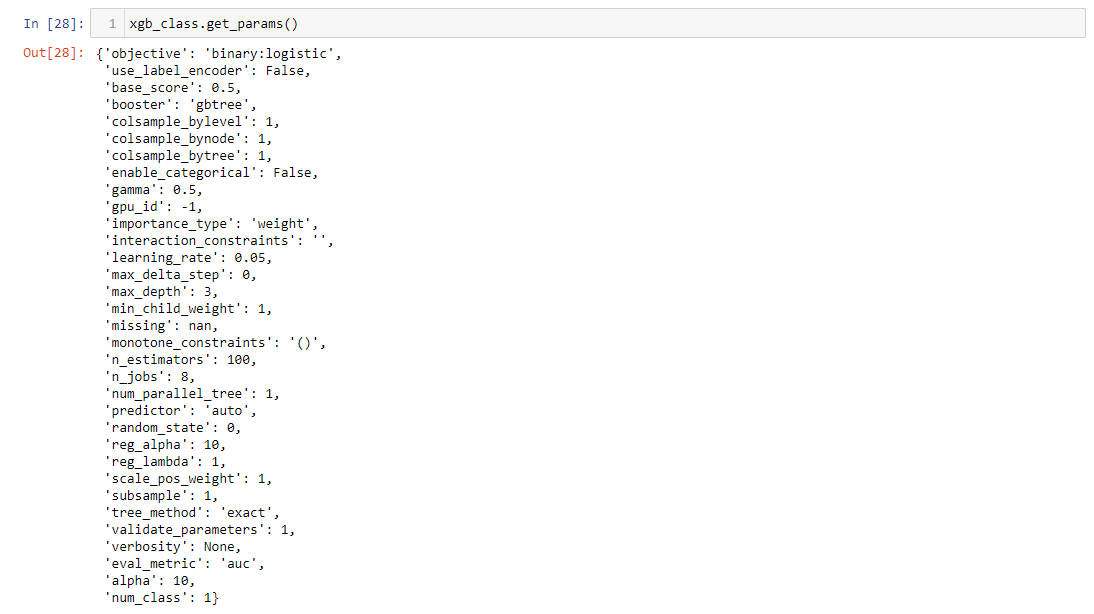 In [28]: 1 xgb_class.get_params()
Out[28]: {'objective': 'binary:logistic',
'use_label_encoder': False,
'base_score': 0.5,
'booster': 'gbtree',
'colsample_bylevel': 1,
'colsample_bynode': 1,
'colsample_bytree': 1,
'enable_categorical': False,
'gamma': 0.5,
'gpu_id': -1,
'importance_type': 'weight',
'interaction_constraints': '',
'learning_rate': 0.05,
'max_delta_step': 0,
'max_depth': 3,
'min_child_weight': 1,
'missing': nan,
'monotone_constraints': '()',
'n_estimators': 100,
'n_jobs': 8,
'num_parallel_tree': 1,
'predictor': 'auto',
'random_state': 0,
'reg_alpha': 10,
'reg_lambda': 1,
'scale_pos_weight': 1,
'subsample': 1,
'tree_method': 'exact',
'validate_parameters': 1,
'verbosity': None,
'eval_metric': 'auc',
'alpha': 10,
'num_class': 1}